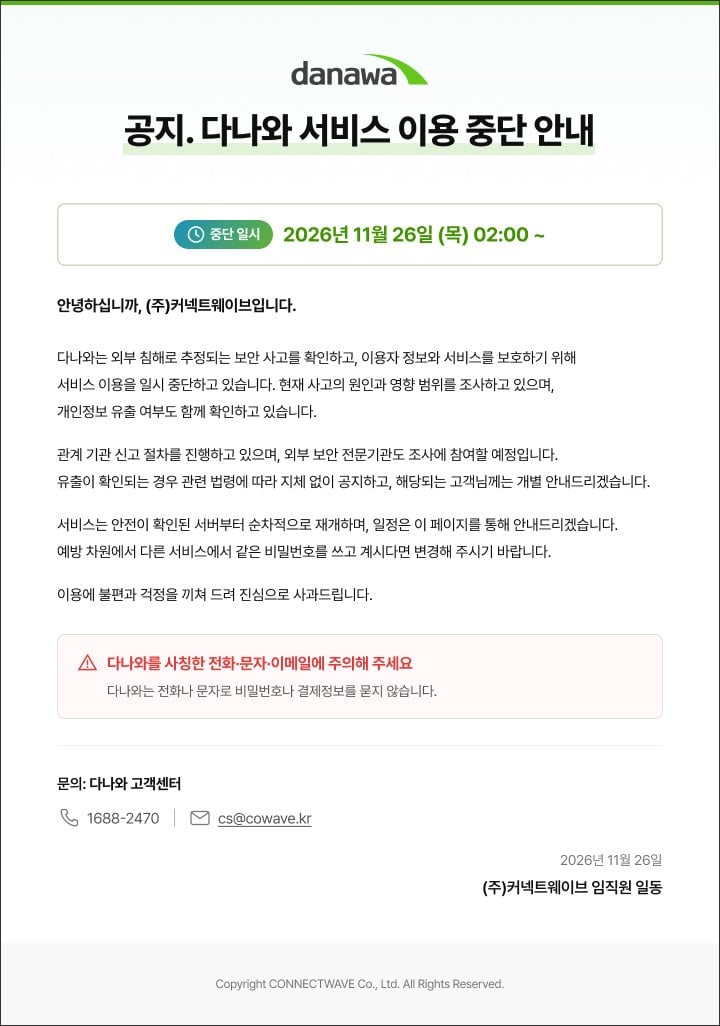 danawa
공지. 다나와 서비스 이용 중단 안내
중단 일시 2026년 11월 26일 (목) 02:00 ~
안녕하십니까, (주)커넥트웨이브입니다.
다나와는 외부 침해로 추정되는 보안 사고를 확인하고, 이용자 정보와 서비스를 보호하기 위해
서비스 이용을 일시 중단하고 있습니다. 현재 사고의 원인과 영향 범위를 조사하고 있으며,
개인정보 유출 여부도 함께 확인하고 있습니다.
관계 기관 신고 절차를 진행하고 있으며, 외부 보안 전문기관도 조사에 참여할 예정입니다.
유출이 확인되는 경우 관련 법령에 따라 지체 없이 공지하고, 해당되는 고객님께는 개별 안내드리겠습니다.
서비스는 안전이 확인된 서버부터 순차적으로 재개하며, 일정은 이 페이지를 통해 안내드리겠습니다.
예방 차원에서 다른 서비스에서 같은 비밀번호를 쓰고 계시다면 변경해 주시기 바랍니다.
이용에 불편과 걱정을 끼쳐 드려 진심으로 사과드립니다.
다나와를 사칭한 전화·문자·이메일에 주의해 주세요
다나와는 전화나 문자로 비밀번호나 결제정보를 묻지 않습니다.
문의: 다나와 고객센터
1688-2470 | cs@cowave.kr
2026년 11월 26일
(주)커넥트웨이브 임직원 일동
Copyright CONNECTWAVE Co., Ltd. All Rights Reserved.